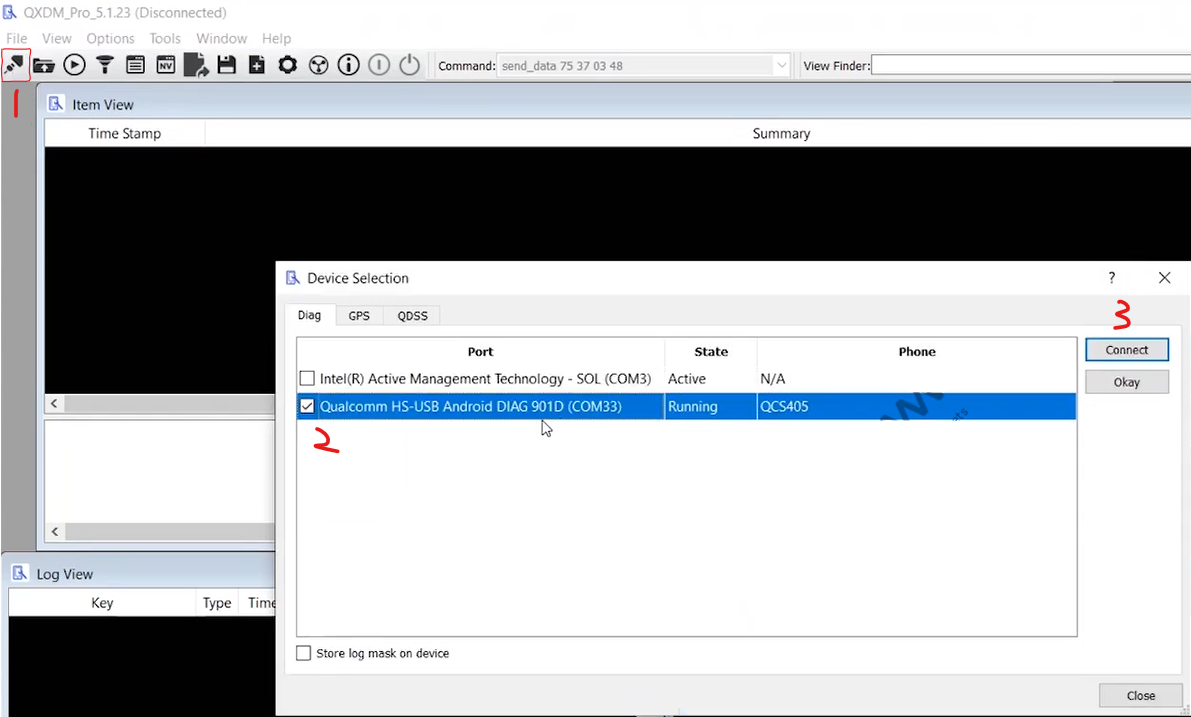 QXDM_Pro_5.1.23 (Disconnected)
File View Options Tools Window Help
NV Command: send_data 75 37 03 48 View Finder:
1
Item View
Time Stamp Summary
Device Selection ?
Diag GPS QDSS
3
Port State Phone Connect
Intel(R) Active Management Technology - SOL (COM3) Active N/A
Okay
Qualcomm HS-USB Android DIAG 901D (COM33) Running QCS405
2
Log View
Key Type Time
Store log mask on device
Close